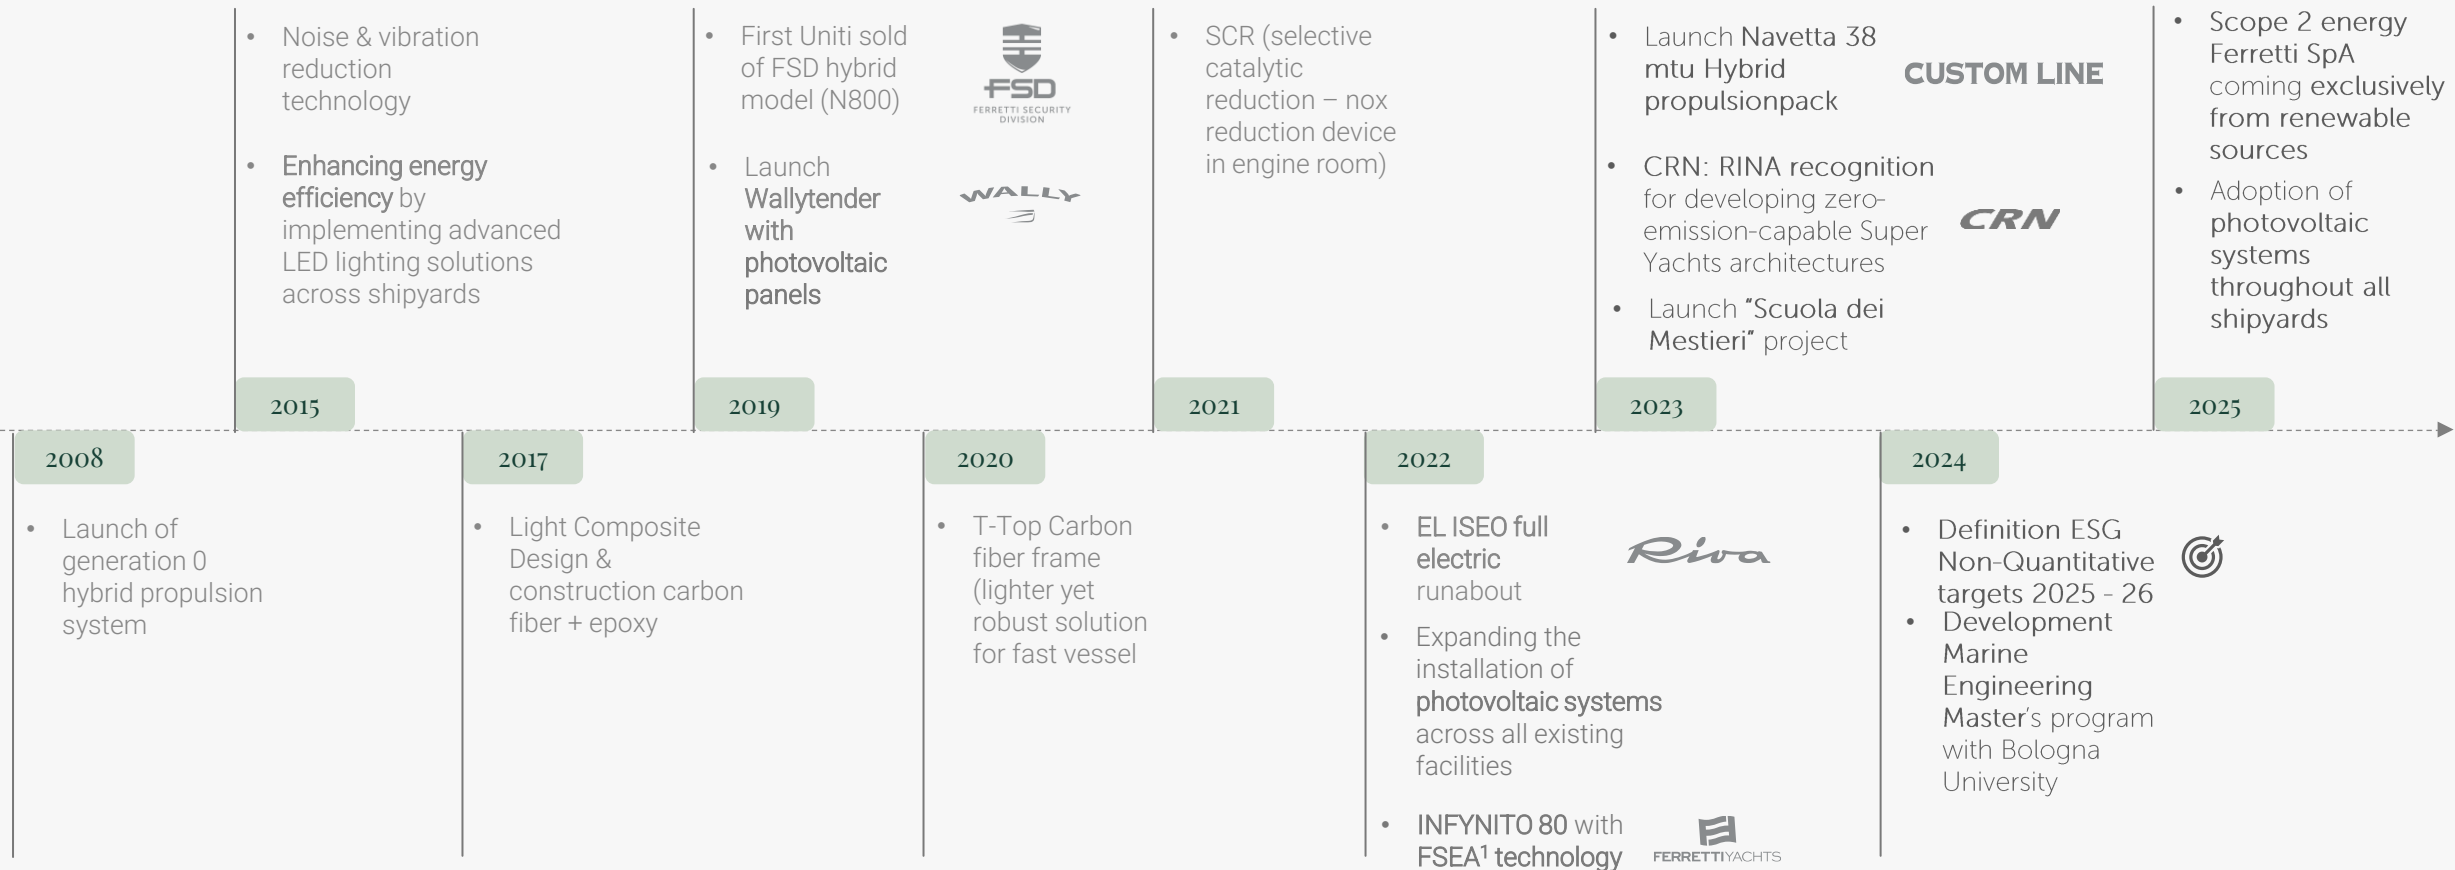 • Noise & vibration
reduction
technology
• Enhancing energy
efficiency by
implementing advanced
LED lighting solutions
across shipyards
2015
• First Uniti sold
of FSD hybrid
model (N800)
FSD
FERRETTI SECURITY
DIVISION
• Launch
Wallytender
with
photovoltaic
panels
WALLY
2019
• SCR (selective
catalytic
reduction – nox
reduction device
in engine room)
2021
• Launch Navetta 38
mtu Hybrid
propulsionpack
CUSTOM LINE
• CRN: RINA recognition
for developing zero-
emission-capable Super
Yachts architectures
CRN
• Launch "Scuola dei
Mestieri" project
2023
• Scope 2 energy
Ferretti SpA
coming exclusively
from renewable
sources
• Adoption of
photovoltaic
systems
throughout all
shipyards
2025
2008
• Launch of
generation 0
hybrid propulsion
system
2017
• Light Composite
Design &
construction carbon
fiber + epoxy
2020
• T-Top Carbon
fiber frame
(lighter yet
robust solution
for fast vessel
2022
• EL ISEO full
electric
runabout
Riva
• Expanding the
installation of
photovoltaic systems
across all existing
facilities
• INFYNITO 80 with
FSEA¹ technology
FERRETTIYACHTS
2024
• Definition ESG
Non-Quantitative
targets 2025 - 26
• Development
Marine
Engineering
Master's program
with Bologna
University